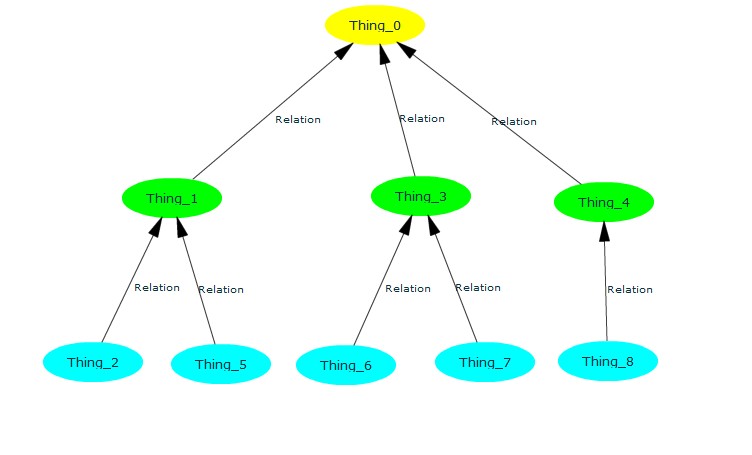 Thing_0
Relation
Relation
Relation
Thing_1
Thing_3
Thing_4
Relation
Relation
Relation
Relation
Relation
Thing_2
Thing_5
Thing_6
Thing_7
Thing_8